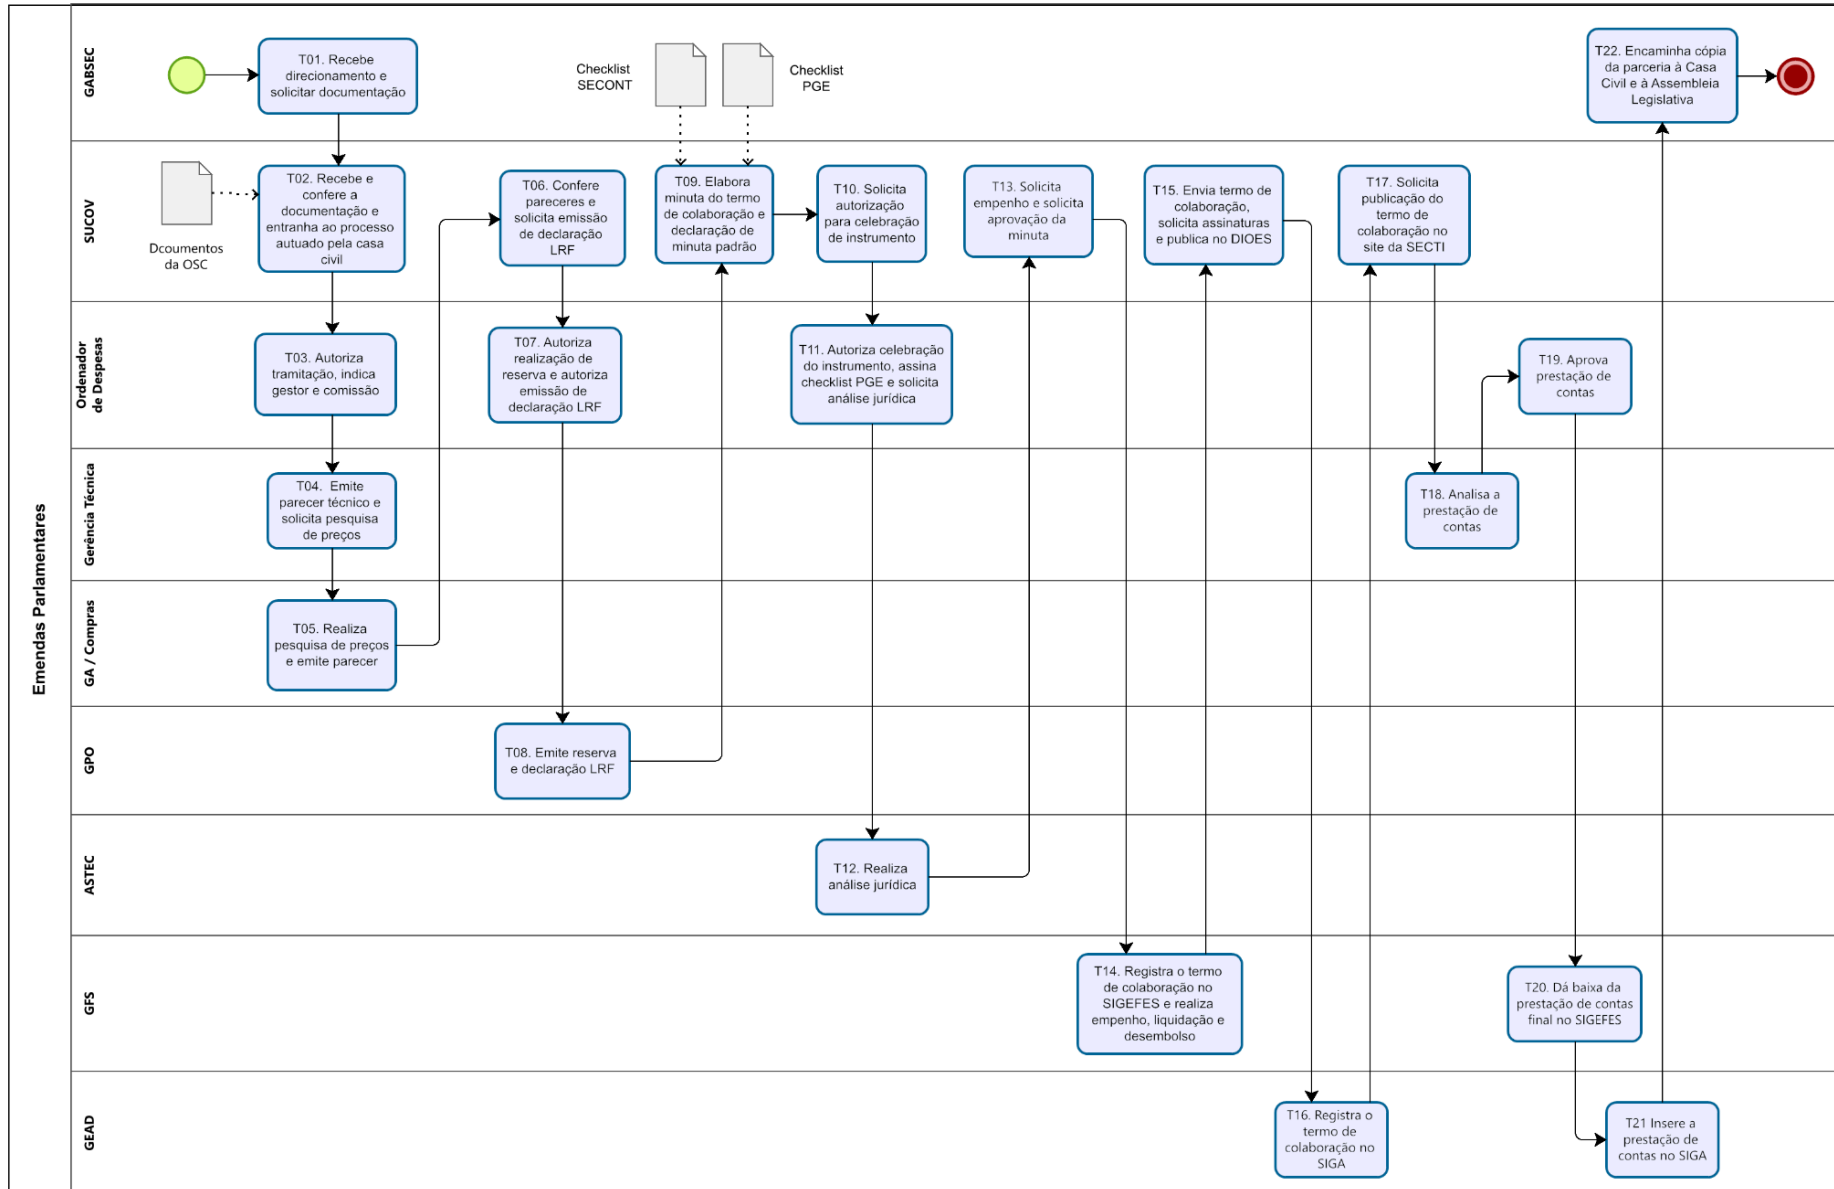 Emendas Parlamentares
GABSEC
T01. Recebe
direcionamento e
solicitar documentação
Checklist
SECONT
Checklist
PGE
T22. Encaminha cópia
da parceria à Casa
Civil e à Assembleia
Legislativa
SUCOV
Dcoumentos
da OSC
T02. Recebe e
confere a
documentação e
entranha ao processo
autuado pela casa
civil
T06. Confere
pareceres e
solicita emissão
de declaração
LRF
T09. Elabora
minuta do termo
de colaboração e
declaração de
minuta padrão
T10. Solicita
autorização
para celebração
de instrumento
T13. Solicita
empenho e solicita
aprovação da
minuta
T15. Envia termo de
colaboração,
solicita assinaturas
e publica no DIOES
T17. Solicita
publicação do
termo de
colaboração no
site da SECTI
Ordenador
de Despesas
T03. Autoriza
tramitação, indica
gestor e comissão
T07. Autoriza
realização de
reserva e autoriza
emissão de
declaração LRF
T11. Autoriza celebração
do instrumento, assina
checklist PGE e solicita
análise jurídica
T19. Aprova
prestação de
contas
Gerência Técnica
T04. Emite
parecer técnico e
solicita pesquisa
de preços
T18. Analisa a
prestação de
contas
GA / Compras
T05. Realiza
pesquisa de preços
e emite parecer
GPO
T08. Emite reserva
e declaração LRF
ASTEC
T12. Realiza
análise jurídica
GFS
T14. Registra o termo
de colaboração no
SIGEFES e realiza
empenho, liquidação e
desembolso
T20. Dá baixa da
prestação de contas
final no SIGEFES
GEAD
T16. Registra o
termo de
colaboração no
SIGA
T21 Insere a
prestação de
contas no SIGA